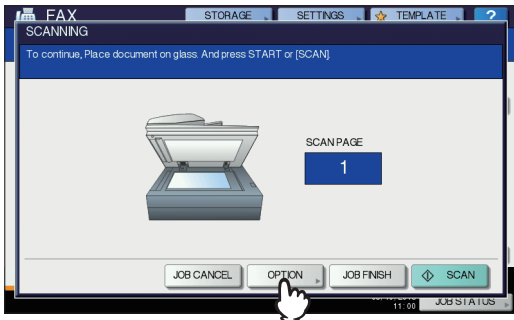 FAX
STORAGE
SETTINGS
TEMPLATE
?
SCANNING
To continue, Place document on glass. And press START or [SCAN].
SCAN PAGE
1
JOB CANCEL
OPTION
JOB FINISH
SCAN
11:00
JOB STATUS